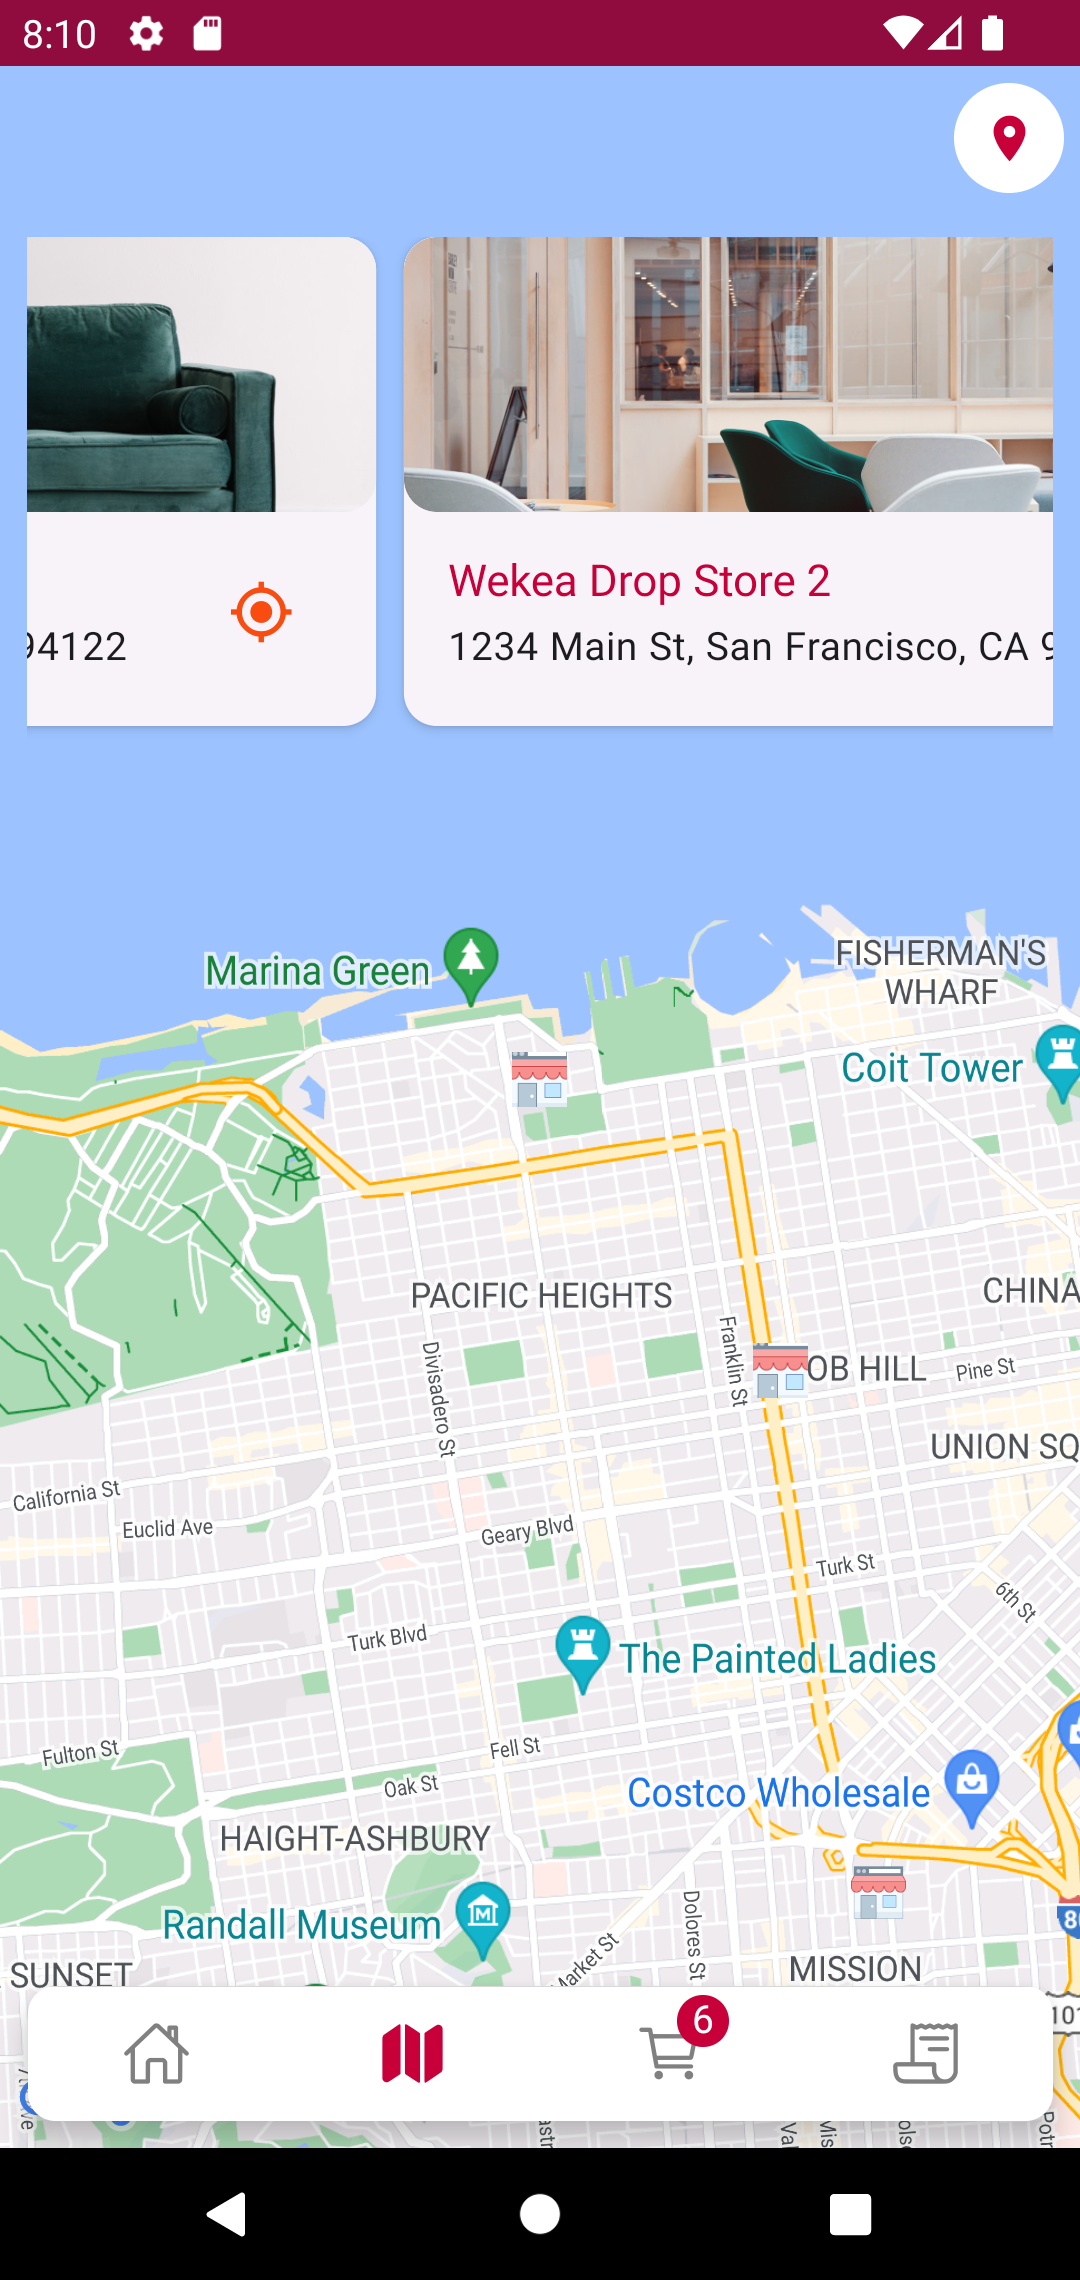 8:10
94122
Wekea Drop Store 2
1234 Main St, San Francisco, CA 9
Marina Green
FISHERMAN'S
WHARF
Coit Tower
PACIFIC HEIGHTS
CHINA
Franklin St
Divisadero St
OB HILL
Pine St
UNION SQ
California St
Euclid Ave
Geary Blvd
Turk St
6th St
Turk Blvd
The Painted Ladies
Fulton St
Fell St
Oak St
Costco Wholesale
HAIGHT-ASHBURY
Randall Museum
Dolores St
Market St
MISSION
SUNSET
80
101
6